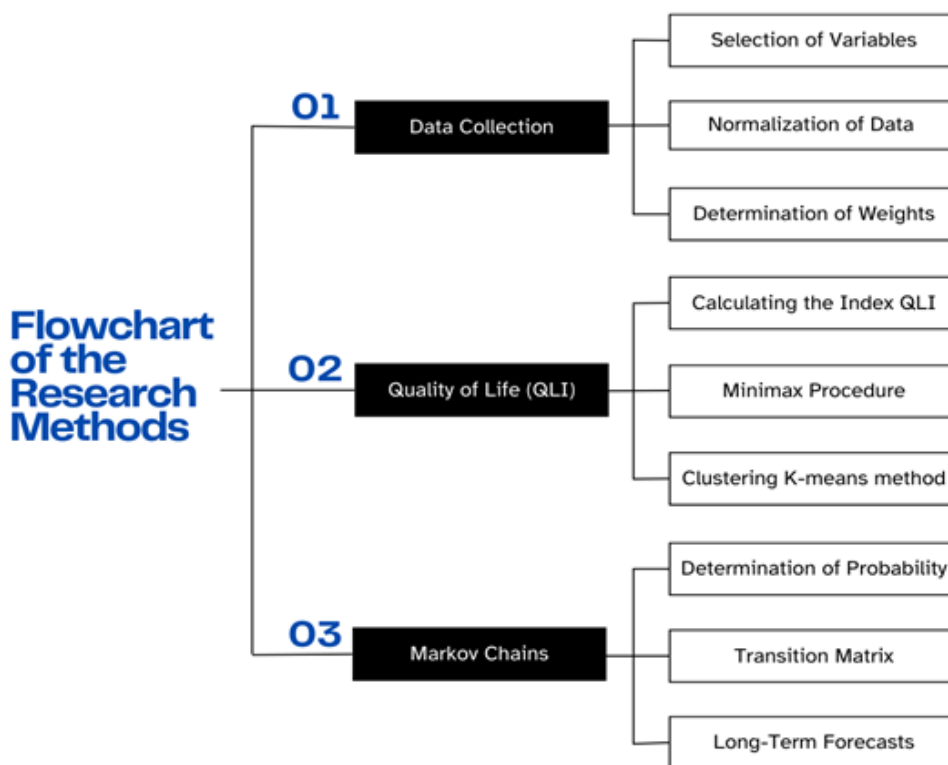 Flowchart
of the
Research
Methods
01
Data Collection
Selection of Variables
Normalization of Data
Determination of Weights
02
Quality of Life (QLI)
Calculating the Index QLI
Minimax Procedure
Clustering K-means method
03
Markov Chains
Determination of Probability
Transition Matrix
Long-Term Forecasts